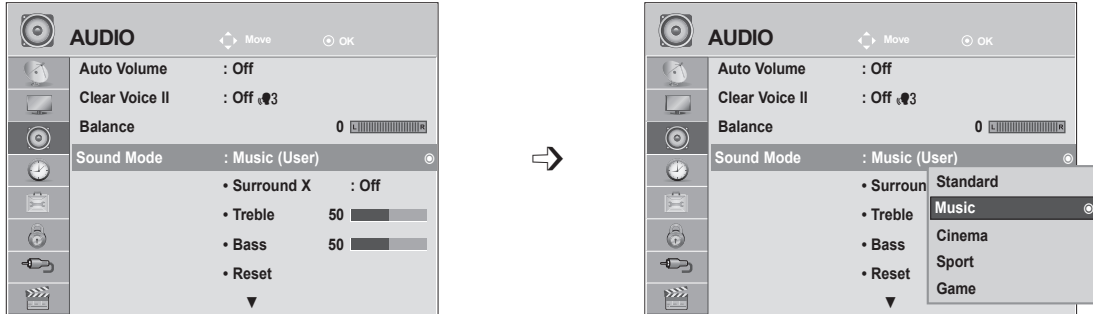 AUDIO Move OK
Auto Volume : Off
Clear Voice II : Off 3
Balance 0 L R
Sound Mode : Music (User)
• Surround X : Off
• Treble 50
• Bass 50
• Reset
▼
AUDIO Move OK
Auto Volume : Off
Clear Voice II : Off 3
Balance 0 L R
Sound Mode : Music (User)
• Surroun
• Treble
• Bass
• Reset
▼
Standard
Music
Cinema
Sport
Game